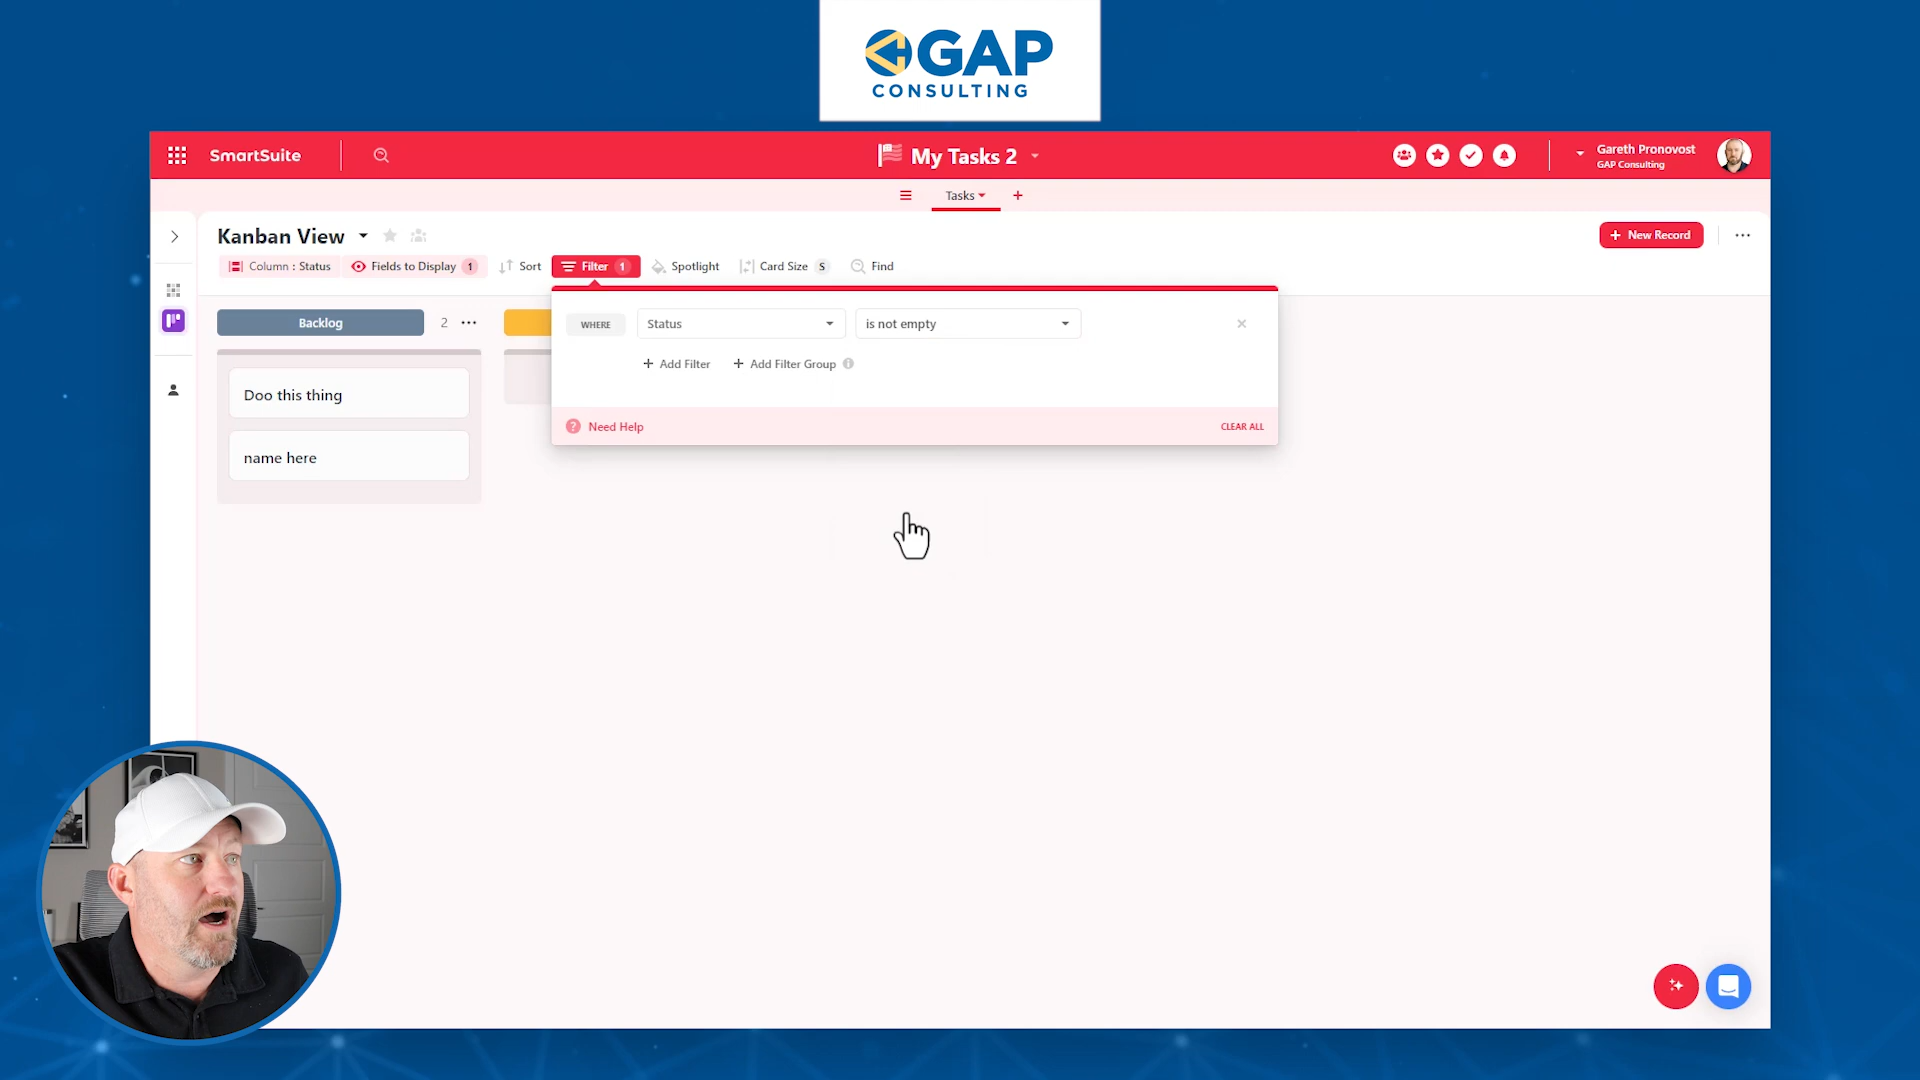 GAP
CONSULTING
SmartSuite
My Tasks 2
Gareth Pronovost
GAP Consulting
Tasks
Kanban View
New Record
Column : Status
Fields to Display 1
Sort
Filter 1
Spotlight
Card Size S
Find
Backlog 2
WHERE Status is not empty
Add Filter
Add Filter Group
Need Help
CLEAR ALL
Doo this thing
name here